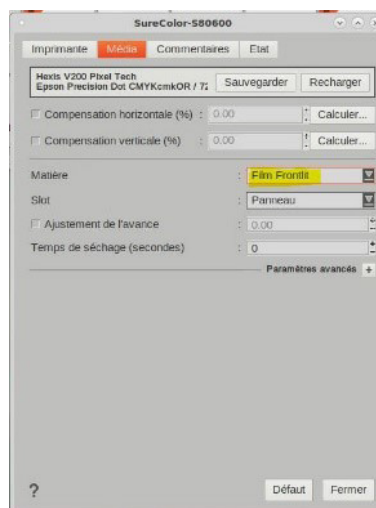 SureColor-S80600
Imprimante Média Commentaires Etat
Hexis V200 Pixel Tech
Epson Precision Dot CMYKcmkOR / 72
Sauvegarder Recharger
Compensation horizontale (%) : 0.00 Calculer...
Compensation verticale (%) : 0.00 Calculer...
Matière : Film Frontlit
Slot : Panneau
Ajustement de l'avance : 0.00
Temps de séchage (secondes) : 0
Paramètres avancés +
? Défaut Fermer